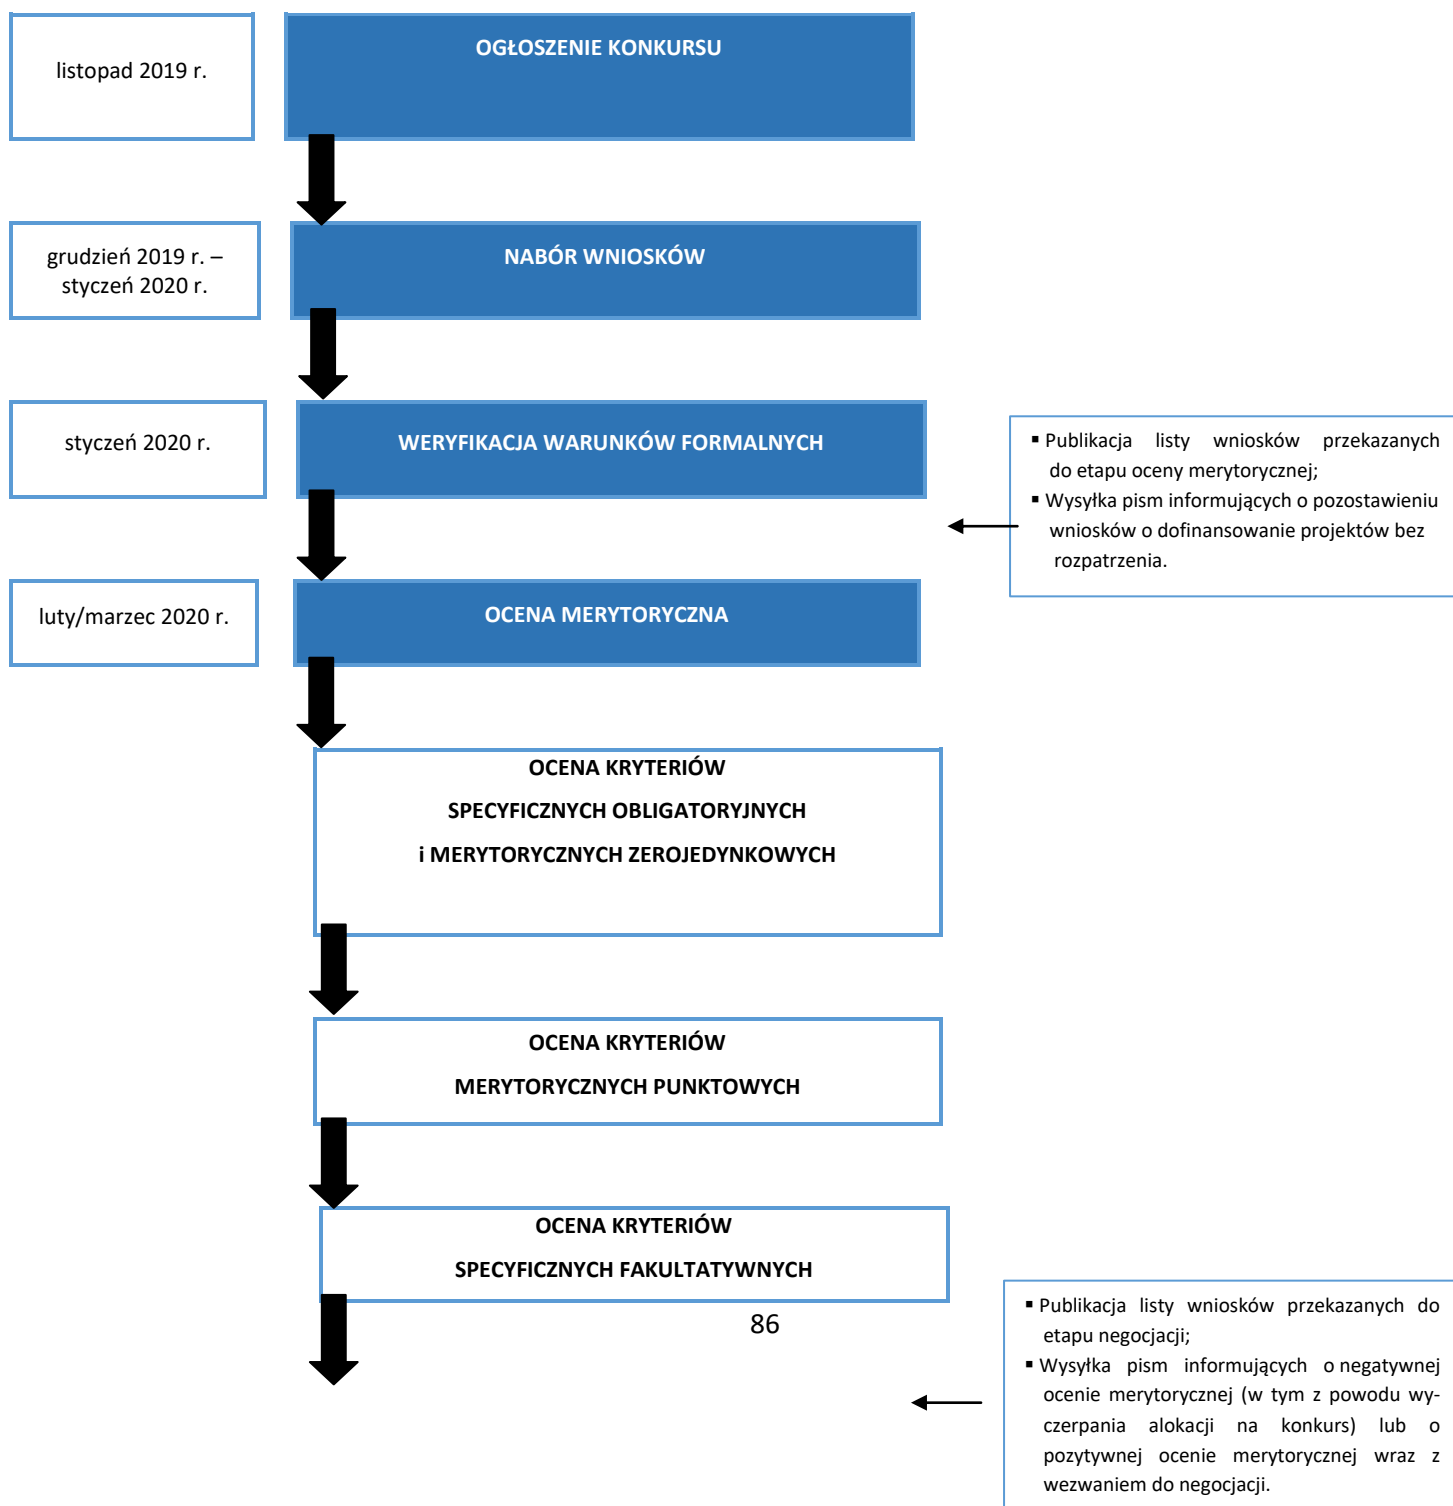 listopad 2019 r.
OGŁOSZENIE KONKURSU
grudzień 2019 r. –
styczeń 2020 r.
NABÓR WNIOSKÓW
styczeń 2020 r.
WERYFIKACJA WARUNKÓW FORMALNYCH
▪ Publikacja listy wniosków przekazanych
do etapu oceny merytorycznej;
▪ Wysyłka pism informujących o pozostawieniu
wniosków o dofinansowanie projektów bez
rozpatrzenia.
luty/marzec 2020 r.
OCENA MERYTORYCZNA
OCENA KRYTERIÓW
SPECYFICZNYCH OBLIGATORYJNYCH
i MERYTORYCZNYCH ZEROJEDYNKOWYCH
OCENA KRYTERIÓW
MERYTORYCZNYCH PUNKTOWYCH
OCENA KRYTERIÓW
SPECYFICZNYCH FAKULTATYWNYCH
86
▪ Publikacja listy wniosków przekazanych do
etapu negocjacji;
▪ Wysyłka pism informujących o negatywnej
ocenie merytorycznej (w tym z powodu wy-
czerpania alokacji na konkurs) lub o
pozytywnej ocenie merytorycznej wraz z
wezwaniem do negocjacji.